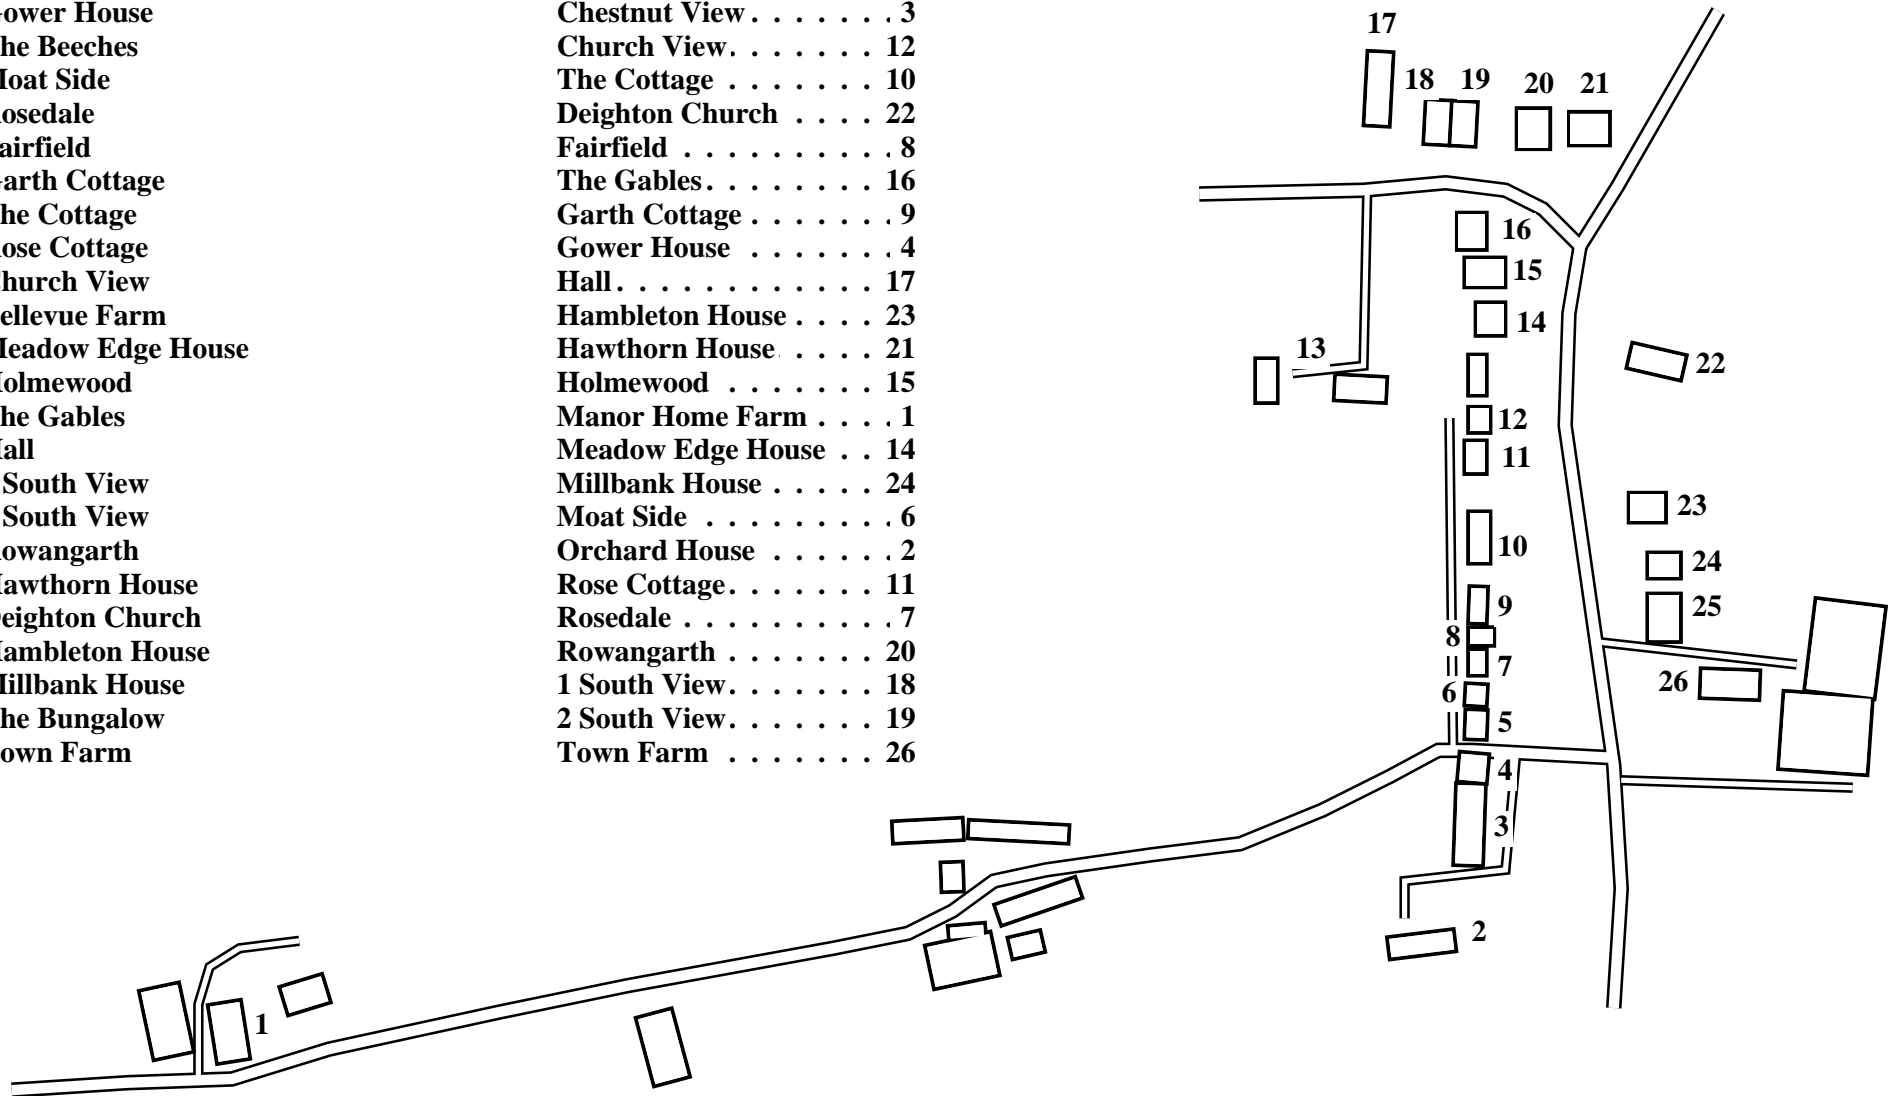 ower House
he Beeches
oat Side
osedale
airfield
arth Cottage
he Cottage
ose Cottage
hurch View
ellevue Farm
eadow Edge House
olmewood
he Gables
all
South View
South View
owangarth
awthorn House
eighton Church
ambleton House
illbank House
he Bungalow
own Farm
Chestnut View . . . . . . . 3
Church View. . . . . . . 12
The Cottage . . . . . . . 10
Deighton Church . . . . 22
Fairfield . . . . . . . . . . 8
The Gables. . . . . . . . 16
Garth Cottage . . . . . . . 9
Gower House . . . . . . . 4
Hall. . . . . . . . . . . . 17
Hambleton House . . . . 23
Hawthorn House . . . . 21
Holmewood . . . . . . . 15
Manor Home Farm . . . . 1
Meadow Edge House . . 14
Millbank House . . . . . 24
Moat Side . . . . . . . . . 6
Orchard House . . . . . . 2
Rose Cottage. . . . . . . 11
Rosedale . . . . . . . . . . 7
Rowangarth . . . . . . . 20
1 South View. . . . . . . 18
2 South View. . . . . . . 19
Town Farm . . . . . . . 26
17
18
19
20
21
16
15
14
13
22
12
11
23
10
24
9
25
8
7
26
6
5
4
3
2
1